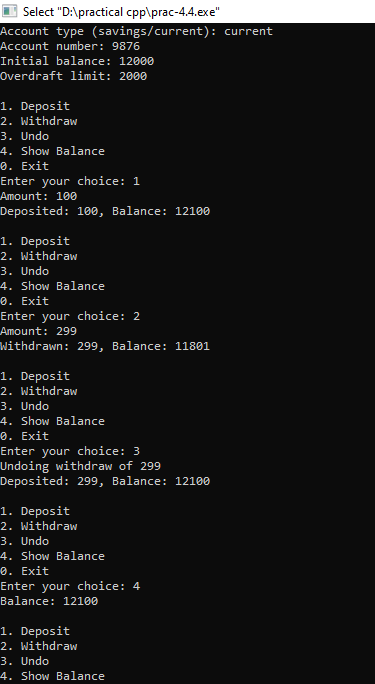 Select "D:\practical cpp\prac-4.4.exe"
Account type (savings/current): current
Account number: 9876
Initial balance: 12000
Overdraft limit: 2000
1. Deposit
2. Withdraw
3. Undo
4. Show Balance
0. Exit
Enter your choice: 1
Amount: 100
Deposited: 100, Balance: 12100
1. Deposit
2. Withdraw
3. Undo
4. Show Balance
0. Exit
Enter your choice: 2
Amount: 299
Withdrawn: 299, Balance: 11801
1. Deposit
2. Withdraw
3. Undo
4. Show Balance
0. Exit
Enter your choice: 3
Undoing withdraw of 299
Deposited: 299, Balance: 12100
1. Deposit
2. Withdraw
3. Undo
4. Show Balance
0. Exit
Enter your choice: 4
Balance: 12100
1. Deposit
2. Withdraw
3. Undo
4. Show Balance